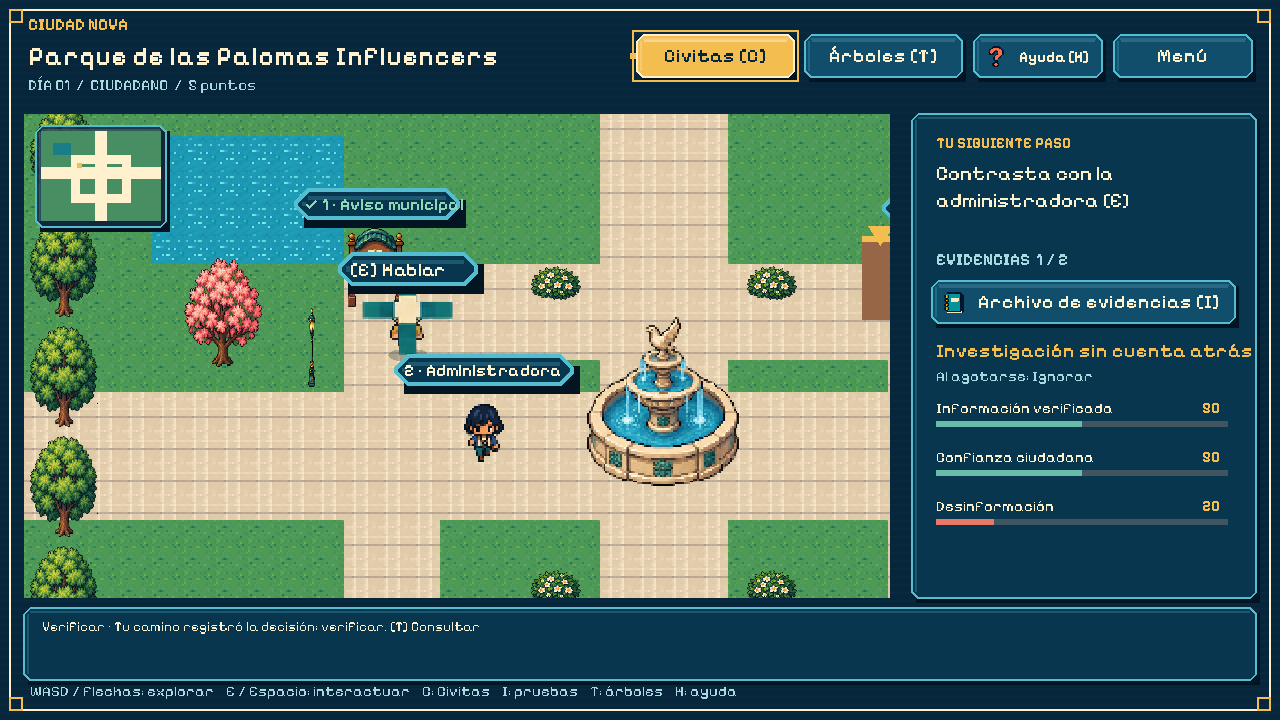 CIUDAD NOVA
Parque de las Palomas Influencers
DÍA 01 / CIUDADANO / 8 puntos
Civitas (C)
Árboles (T)
Ayuda (H)
Menú
✓ 1 · Aviso municipal
(E) Hablar
2 · Administradora
TU SIGUIENTE PASO
Contrasta con la
administradora (E)
EVIDENCIAS 1/2
Archivo de evidencias (I)
Investigación sin cuenta atrás
Al agotarse: Ignorar
Información verificada 50
Confianza ciudadana 50
Desinformación 20
Verificar · Tu camino registró la decisión: verificar. (T) Consultar
WASD / Flechas: explorar E / Espacio: interactuar C: Civitas I: pruebas T: árboles H: ayuda